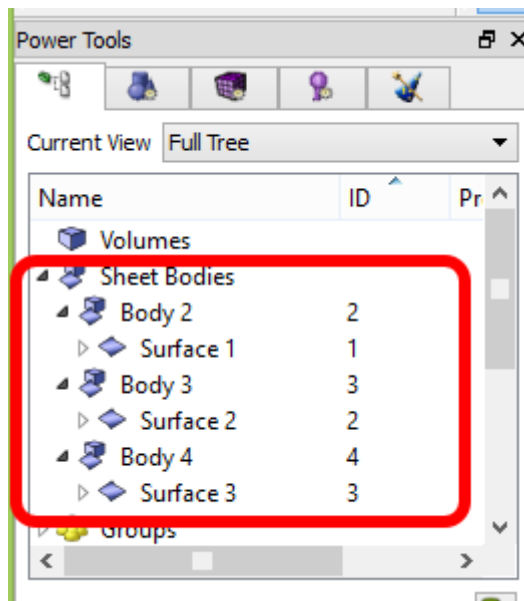 Power Tools
Current View Full Tree
Name ID Pr
Volumes
Sheet Bodies
Body 2 2
Surface 1 1
Body 3 3
Surface 2 2
Body 4 4
Surface 3 3
Groups